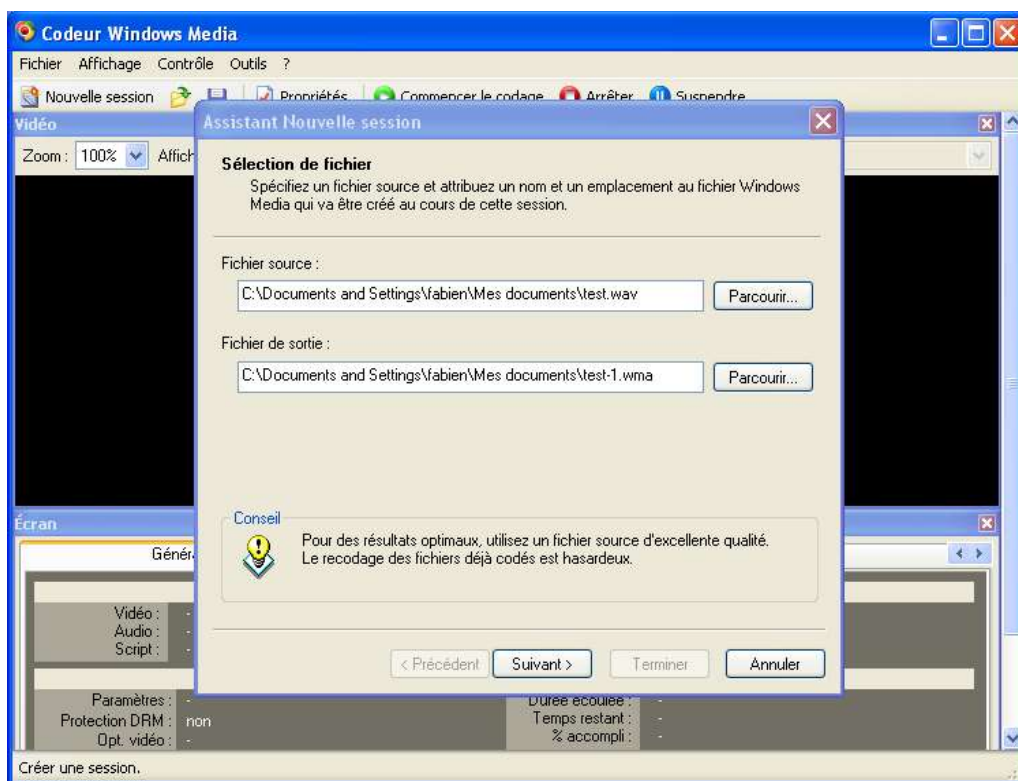 Codeur Windows Media
Fichier Affichage Contrôle Outils ?
Nouvelle session Propriétés Commencer le codage Arrêter Suspendre
Vidéo
Zoom : 100% Affich
Assistant Nouvelle session
Sélection de fichier
Spécifiez un fichier source et attribuez un nom et un emplacement au fichier Windows
Media qui va être créé au cours de cette session.
Fichier source :
C:\Documents and Settings\fabien\Mes documents\test.wav Parcourir...
Fichier de sortie :
C:\Documents and Settings\fabien\Mes documents\test-1.wma Parcourir...
Conseil
Pour des résultats optimaux, utilisez un fichier source d'excellente qualité.
Le recodage des fichiers déjà codés est hasardeux.
< Précédent Suivant > Terminer Annuler
Écran
Génér
Vidéo : -
Audio : -
Script : -
Paramètres : -
Protection DRM : non
Opt. vidéo : -
Durée écoulée : -
Temps restant : -
% accompli : -
Créer une session.